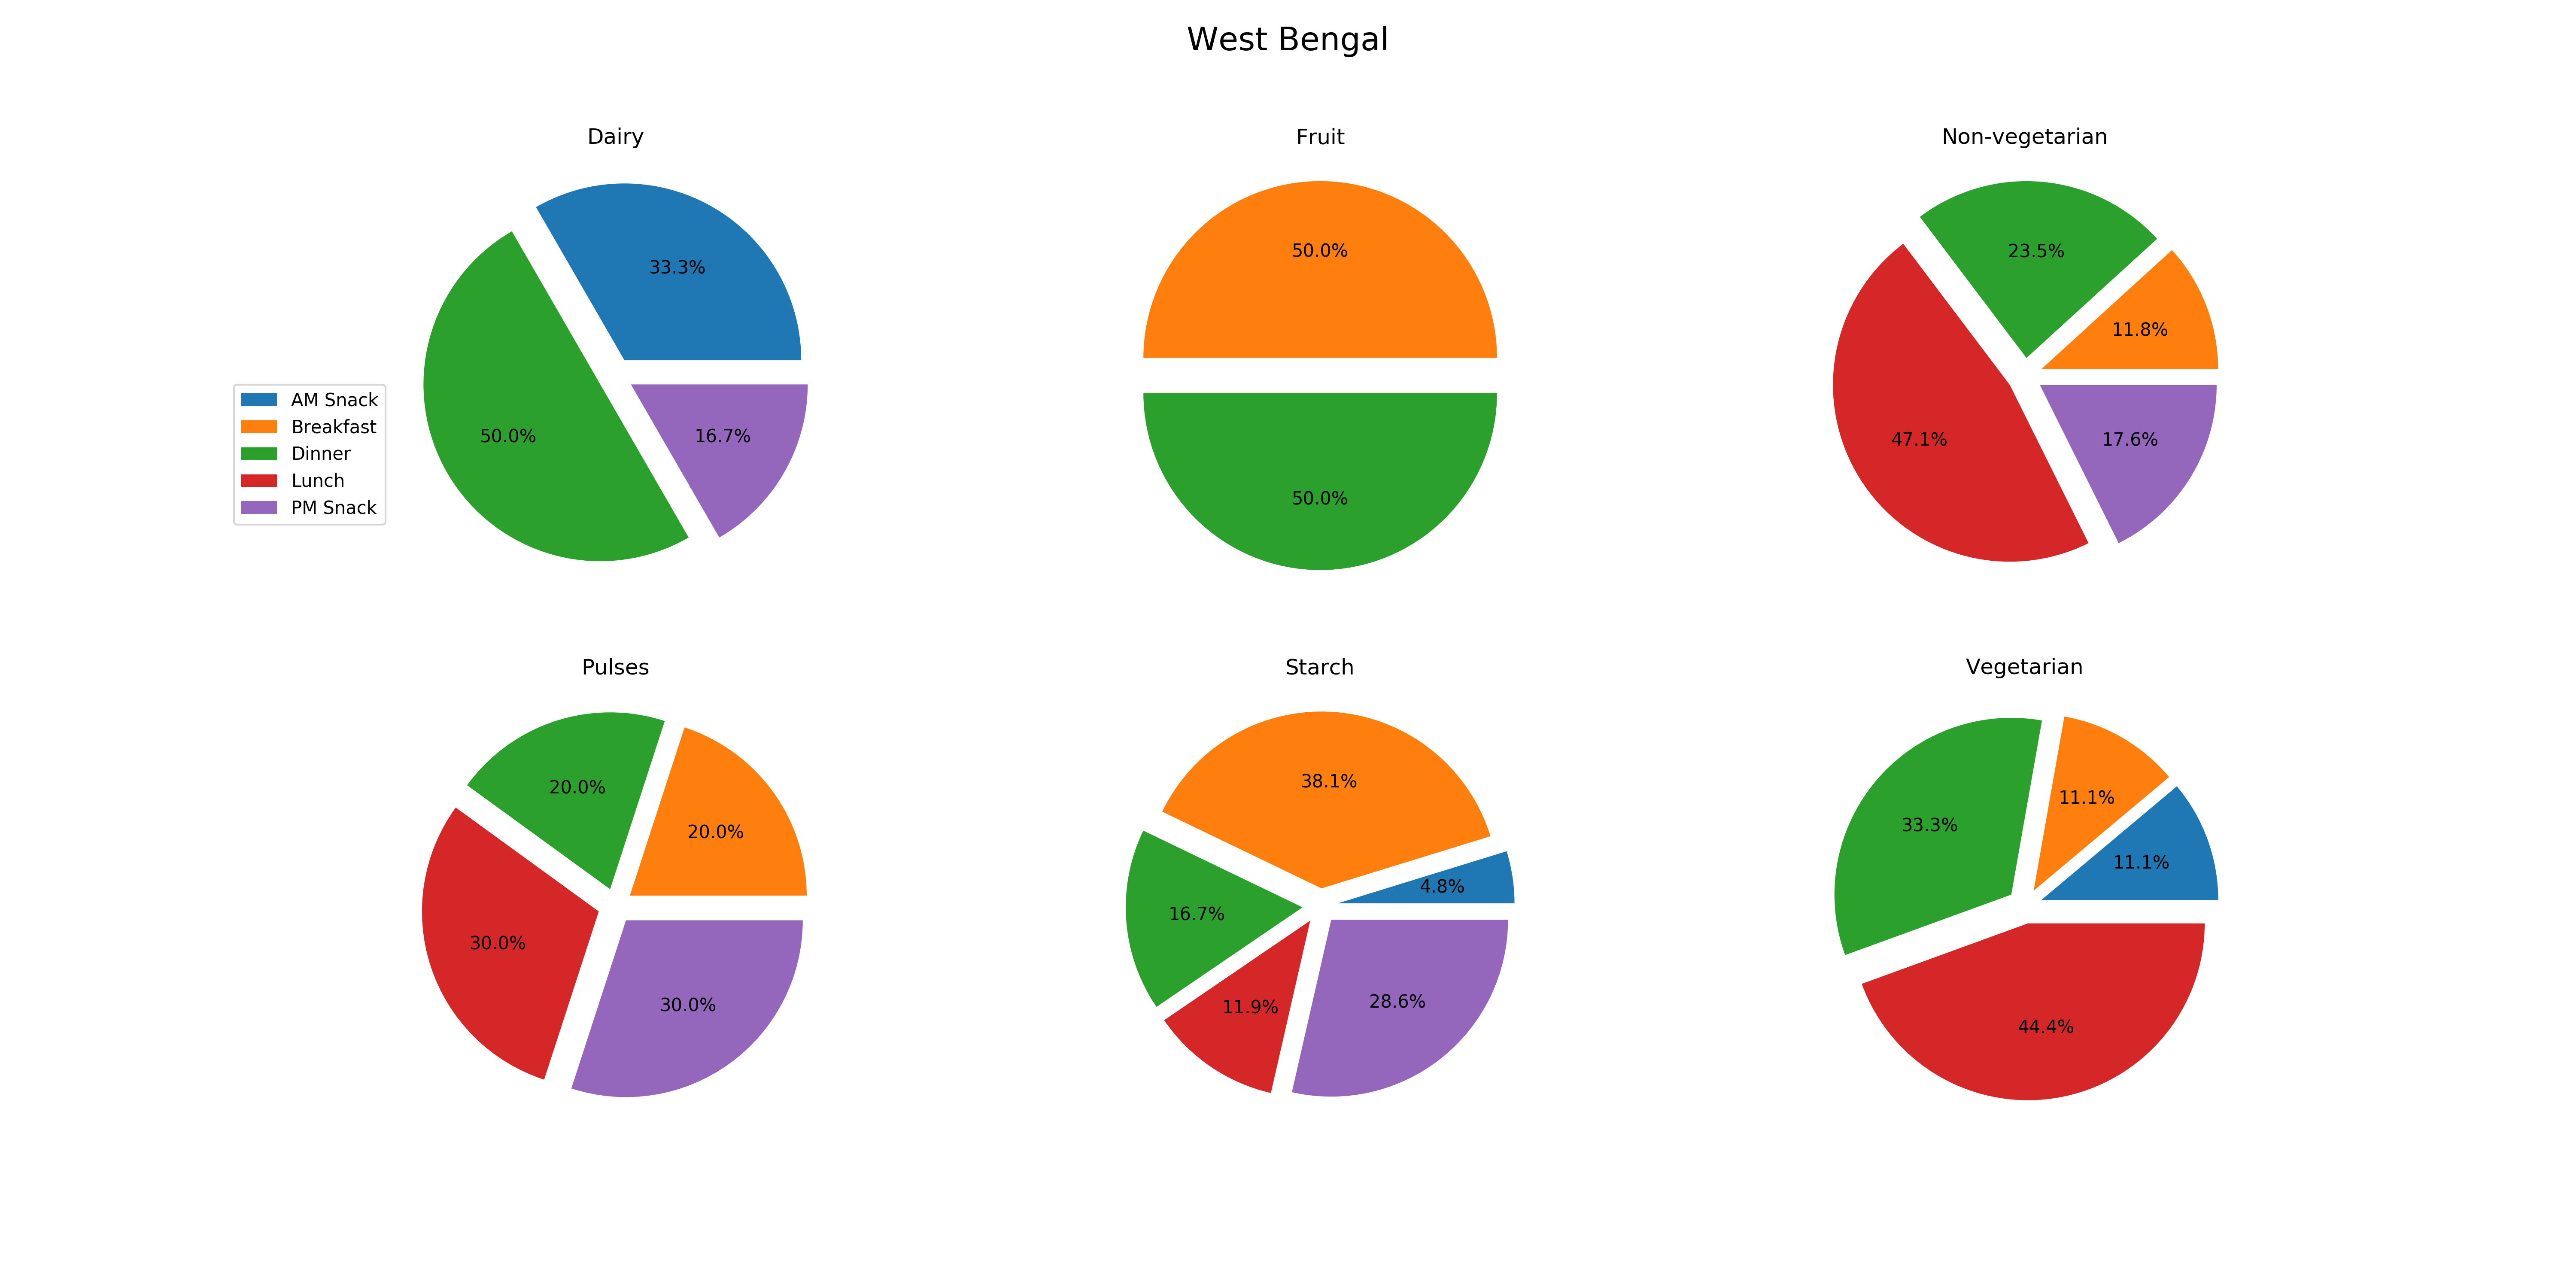 West Bengal
Dairy
33.3%
50.0%
16.7%
AM Snack
Breakfast
Dinner
Lunch
PM Snack
Fruit
50.0%
50.0%
Non-vegetarian
23.5%
11.8%
47.1%
17.6%
Pulses
20.0%
20.0%
30.0%
30.0%
Starch
38.1%
4.8%
16.7%
11.9%
28.6%
Vegetarian
11.1%
33.3%
11.1%
44.4%